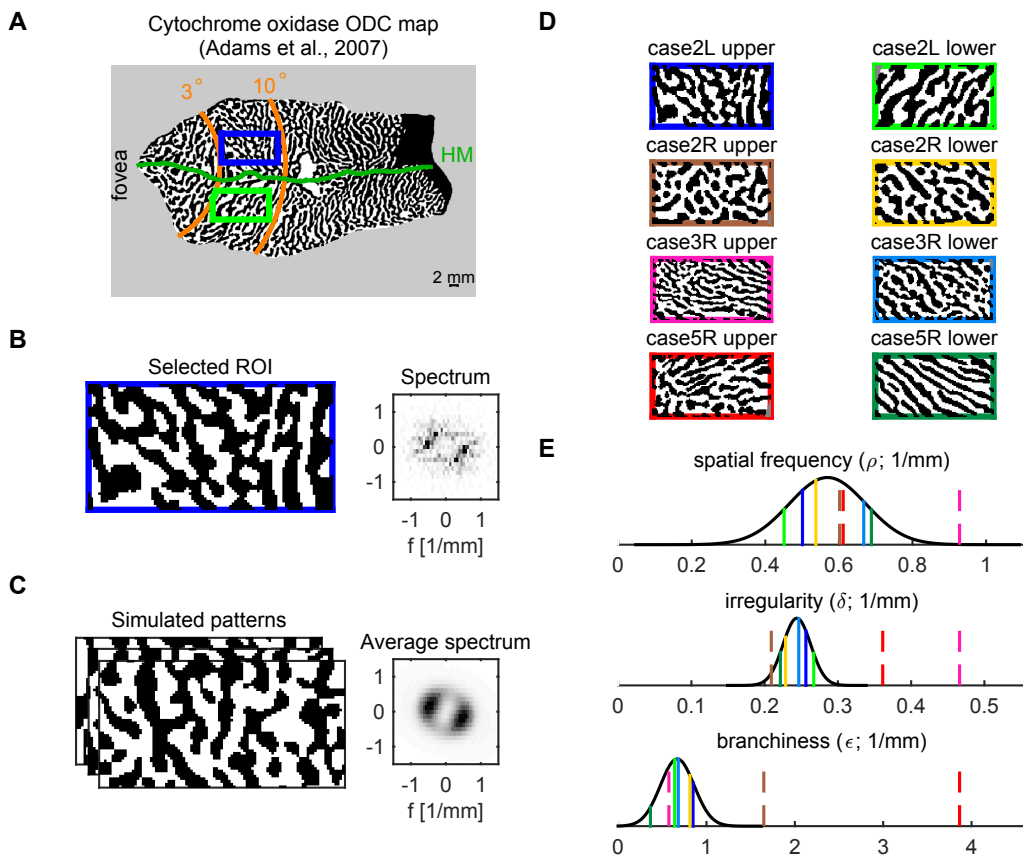 A
Cytochrome oxidase ODC map
(Adams et al., 2007)
3°
10°
HM
fovea
2 mm
B
Selected ROI
Spectrum
1
0
-1
-1 0 1
f [1/mm]
C
Simulated patterns
Average spectrum
1
0
-1
-1 0 1
f [1/mm]
D
case2L upper
case2L lower
case2R upper
case2R lower
case3R upper
case3R lower
case5R upper
case5R lower
E
spatial frequency (ρ; 1/mm)
0 0.2 0.4 0.6 0.8 1
irregularity (δ; 1/mm)
0 0.1 0.2 0.3 0.4 0.5
branchiness (ϵ; 1/mm)
0 1 2 3 4